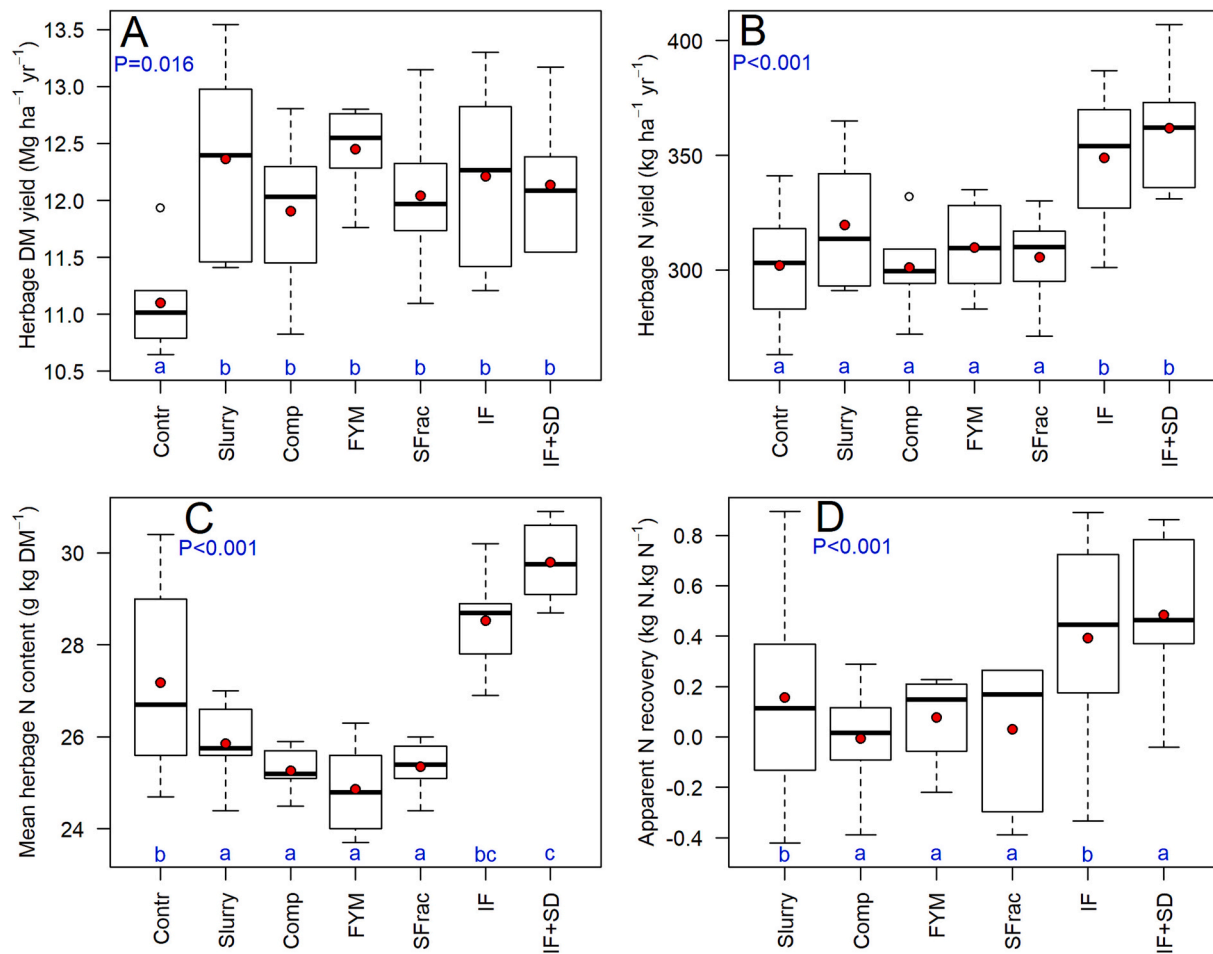 A
P=0.016
Herbage DM yield (Mg ha⁻¹ yr⁻¹)
13.5
13.0
12.5
12.0
11.5
11.0
10.5
a b b b b b b
Contr Slurry Comp FYM SFrac IF IF+SD
B
P<0.001
Herbage N yield (kg ha⁻¹ yr⁻¹)
400
350
300
a a a a a b b
Contr Slurry Comp FYM SFrac IF IF+SD
C
P<0.001
Mean herbage N content (g kg DM⁻¹)
30
28
26
24
b a a a a bc c
Contr Slurry Comp FYM SFrac IF IF+SD
D
P<0.001
Apparent N recovery (kg N.kg N⁻¹)
0.8
0.6
0.4
0.2
0.0
-0.2
-0.4
b a a a b a
Slurry Comp FYM SFrac IF IF+SD